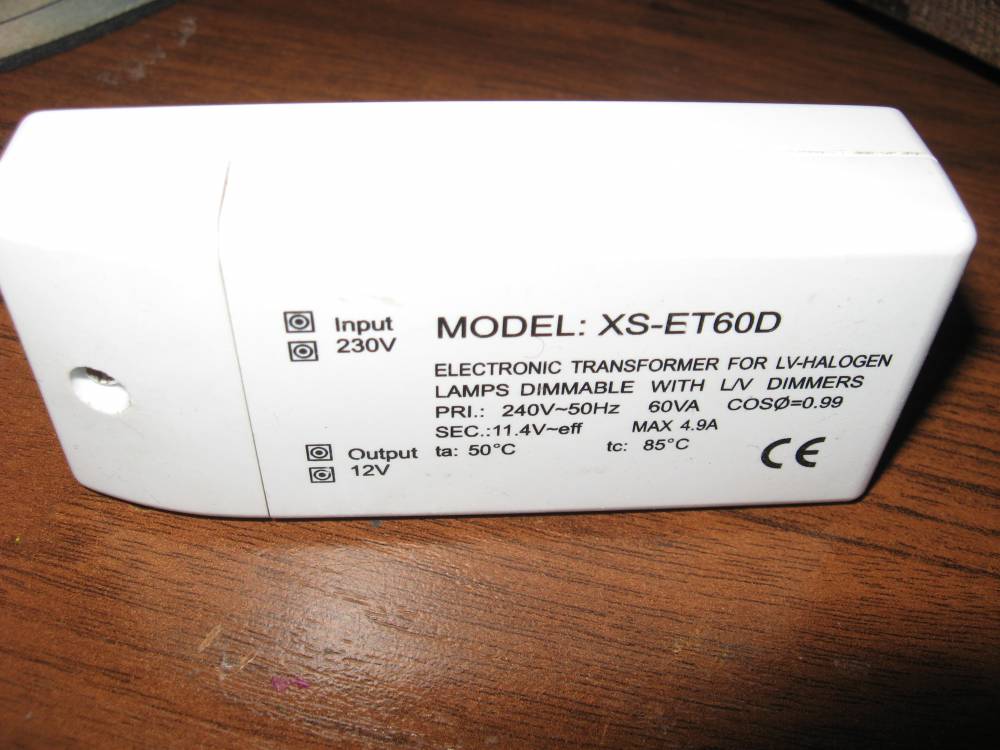 Input
230V
MODEL: XS-ET60D
ELECTRONIC TRANSFORMER FOR LV-HALOGEN
LAMPS DIMMABLE WITH L/V DIMMERS
PRI.: 240V~50Hz 60VA COSØ=0.99
SEC.:11.4V~eff MAX 4.9A
ta: 50°C tc: 85°C
Output
12V
CE